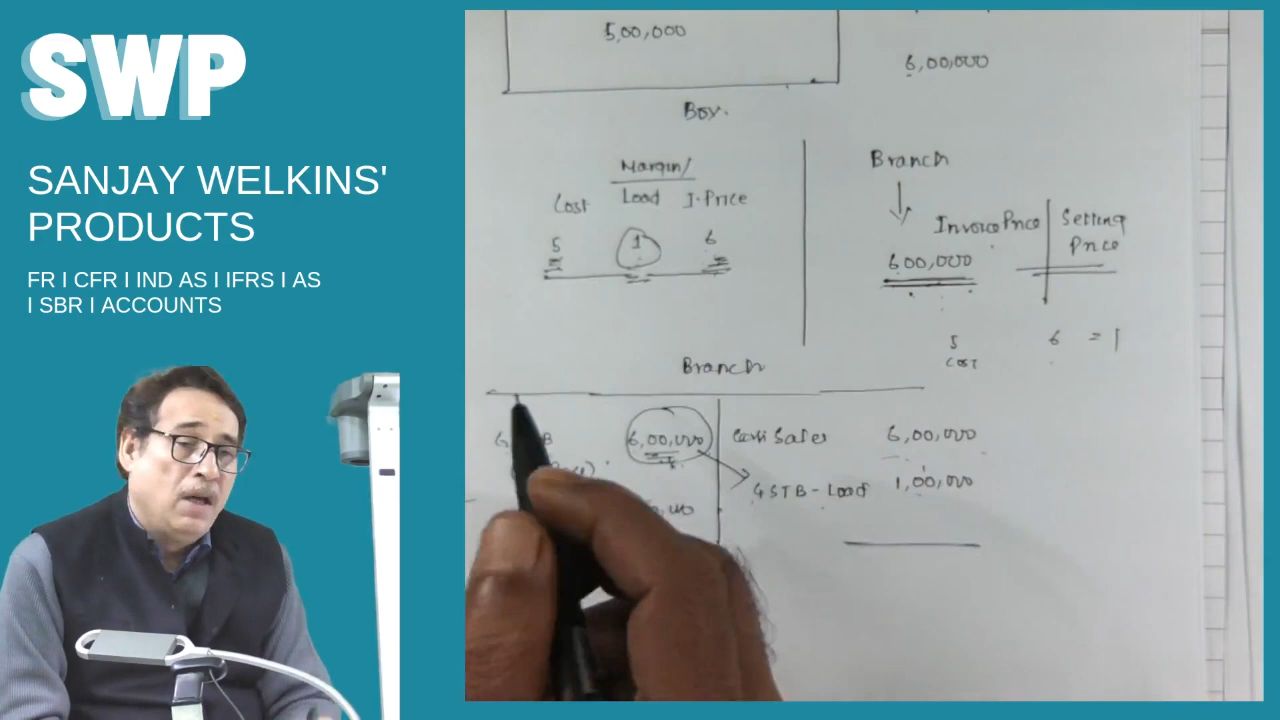 SWP
SANJAY WELKINS'
PRODUCTS
FR I CFR I IND AS I IFRS I AS
I SBR I ACCOUNTS
5,00,000
6,00,000
Box.
Margin/
Cost Load I.Price
5 1 6
Branch
Invoice Price Selling
Price
600,000
5 6 = 1
COST
Branch
6,00,000 Cash Sales 6,00,000
GSTB - Load 1,00,000